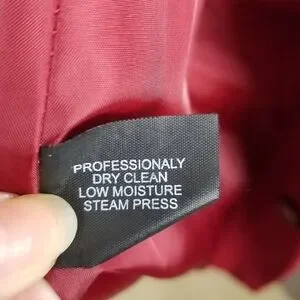 PROFESSIONALY
DRY CLEAN
LOW MOISTURE
STEAM PRESS